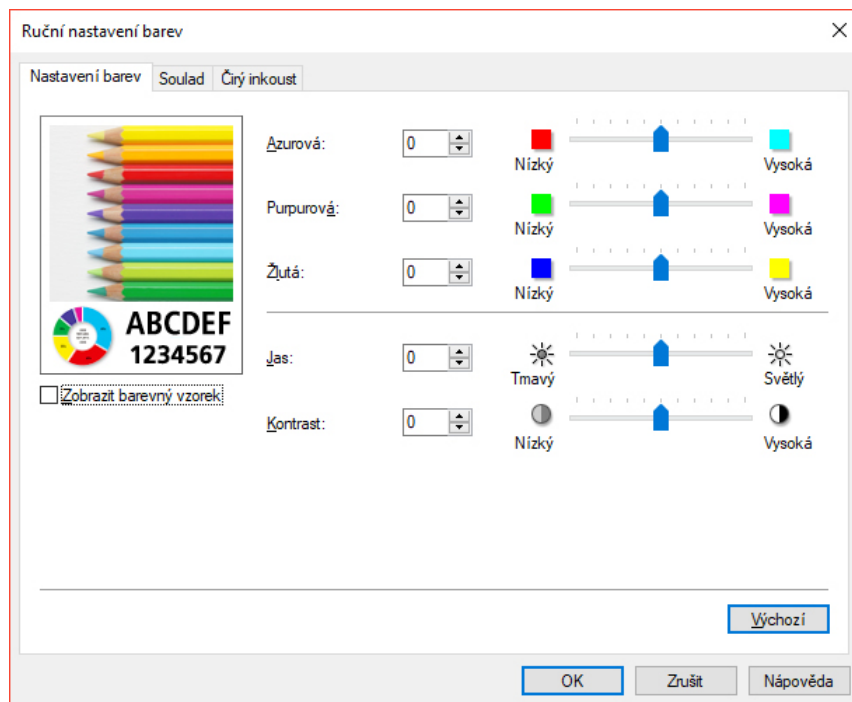 Ruční nastavení barev
Nastavení barev Soulad Čirý inkoust
Azurová: 0 Nízký Vysoká
Purpurová: 0 Nízký Vysoká
Žlutá: 0 Nízký Vysoká
ABCDEF
1234567
Jas: 0 Tmavý Světlý
Zobrazit barevný vzorek
Kontrast: 0 Nízký Vysoká
Výchozí
OK Zrušit Nápověda